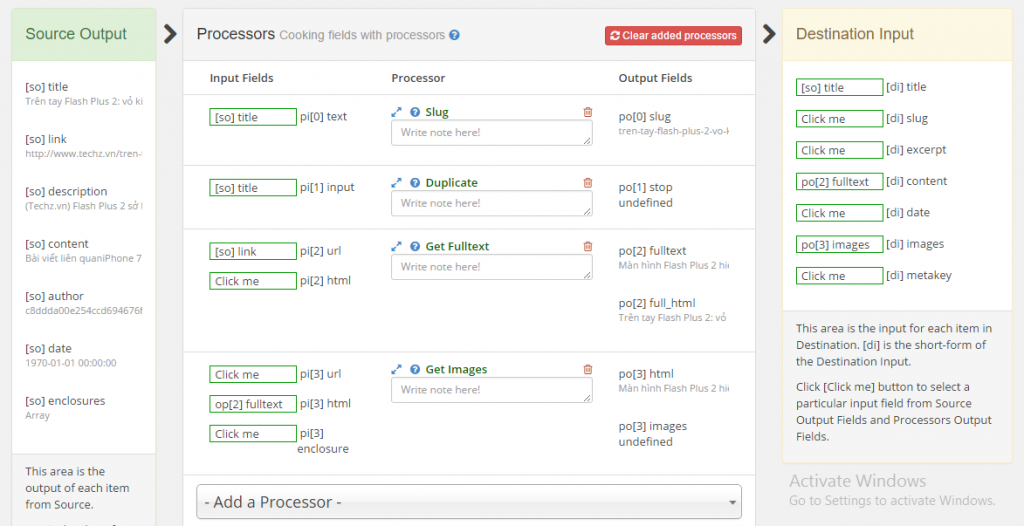 Source Output
[so] title
Trên tay Flash Plus 2: vỏ ki
[so] link
http://www.techz.vn/tren-
[so] description
(Techz.vn) Flash Plus 2 sở
[so] content
Bài viết liên quaniPhone 7
[so] author
c8ddda00e254ccd694676f
[so] date
1970-01-01 00:00:00
[so] enclosures
Array
This area is the
output of each item
from Source.
Processors Cooking fields with processors ?
Clear added processors
Input Fields Processor Output Fields
[so] title pi[0] text ? Slug po[0] slug
Write note here! tren-tay-flash-plus-2-vo-k
[so] title pi[1] input ? Duplicate po[1] stop
Write note here! undefined
[so] link pi[2] url ? Get Fulltext po[2] fulltext
Write note here! Màn hình Flash Plus 2 hiể
Click me pi[2] html
po[2] full_html
Trên tay Flash Plus 2: vỏ
Click me pi[3] url ? Get Images po[3] html
Write note here! Màn hình Flash Plus 2 hiể
op[2] fulltext pi[3] html
Click me pi[3] po[3] images
enclosure undefined
- Add a Processor -
Destination Input
[so] title [di] title
Click me [di] slug
Click me [di] excerpt
po[2] fulltext [di] content
Click me [di] date
po[3] images [di] images
Click me [di] metakey
This area is the input for each item in
Destination. [di] is the short-form of
the Destination Input.
Click [Click me] button to select a
particular input field from Source
Output Fields and Processors Output
Fields.
Activate Windows
Go to Settings to activate Windows.